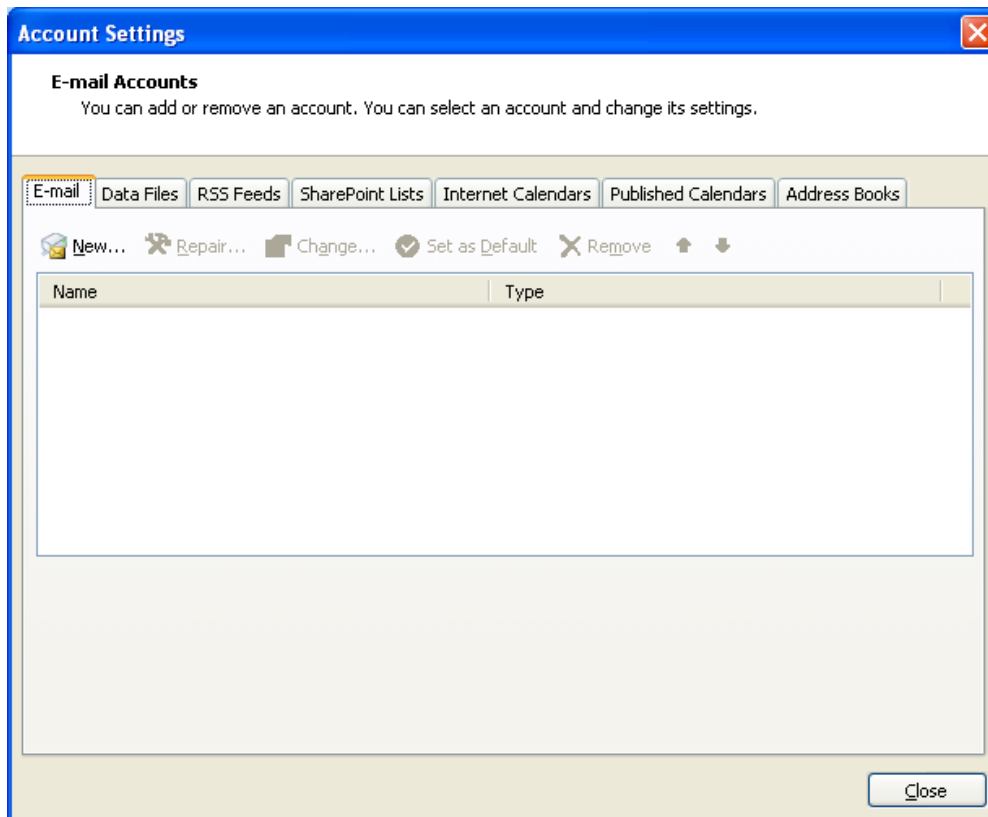 Account Settings
E-mail Accounts
You can add or remove an account. You can select an account and change its settings.
E-mail Data Files RSS Feeds SharePoint Lists Internet Calendars Published Calendars Address Books
New... Repair... Change... Set as Default Remove
Name Type
Close